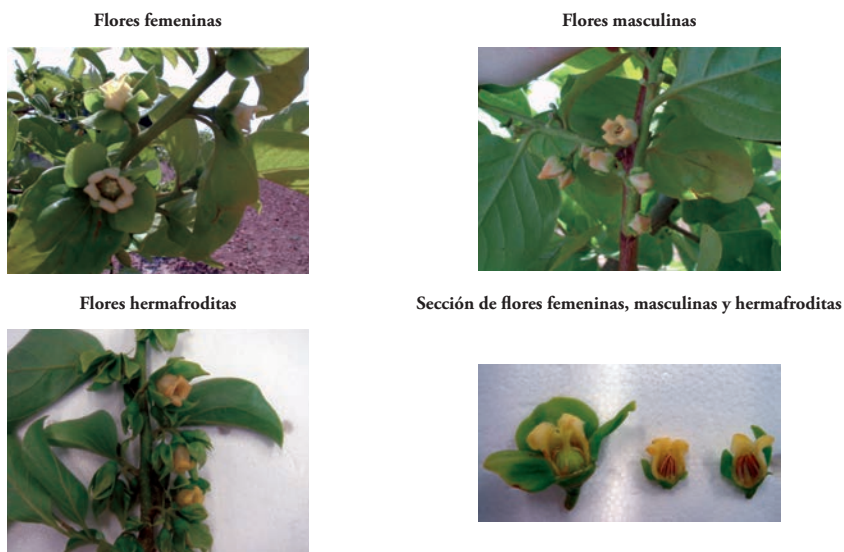 Flores femeninas
Flores masculinas
Flores hermafroditas
Sección de flores femeninas, masculinas y hermafroditas